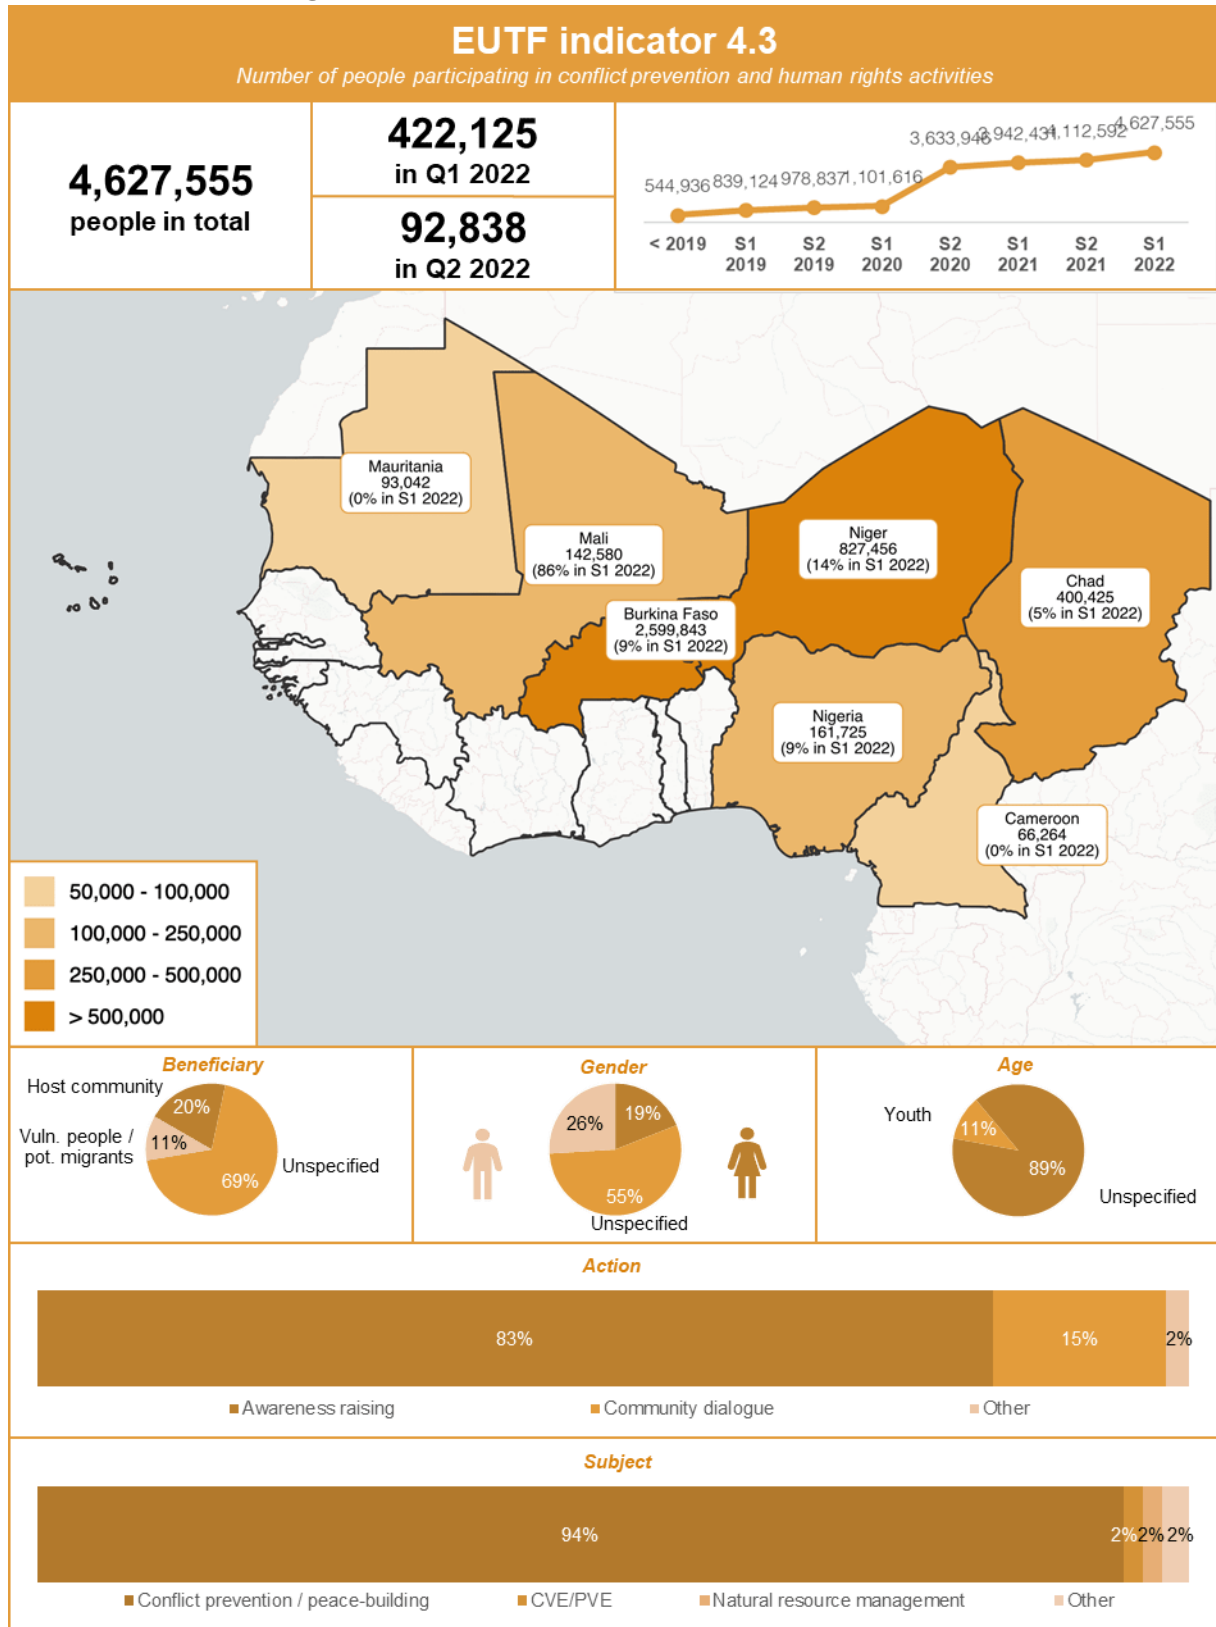 EUTF indicator 4.3
Number of people participating in conflict prevention and human rights activities
4,627,555
people in total
422,125
in Q1 2022
92,838
in Q2 2022
544,936
839,124
978,837
1,101,616
3,633,946
3,942,431
4,112,592
4,627,555
< 2019
S1
2019
S2
2019
S1
2020
S2
2020
S1
2021
S2
2021
S1
2022
Mauritania
93,042
(0% in S1 2022)
Mali
142,580
(86% in S1 2022)
Niger
827,456
(14% in S1 2022)
Chad
400,425
(5% in S1 2022)
Burkina Faso
2,599,843
(9% in S1 2022)
Nigeria
161,725
(9% in S1 2022)
Cameroon
66,264
(0% in S1 2022)
50,000 - 100,000
100,000 - 250,000
250,000 - 500,000
> 500,000
Beneficiary
Host community
20%
Vuln. people /
pot. migrants
11%
Unspecified
69%
Gender
26%
19%
55%
Unspecified
Age
Youth
11%
89%
Unspecified
Action
83%
15%
2%
Awareness raising
Community dialogue
Other
Subject
94%
2%
2%
2%
Conflict prevention / peace-building
CVE/PVE
Natural resource management
Other